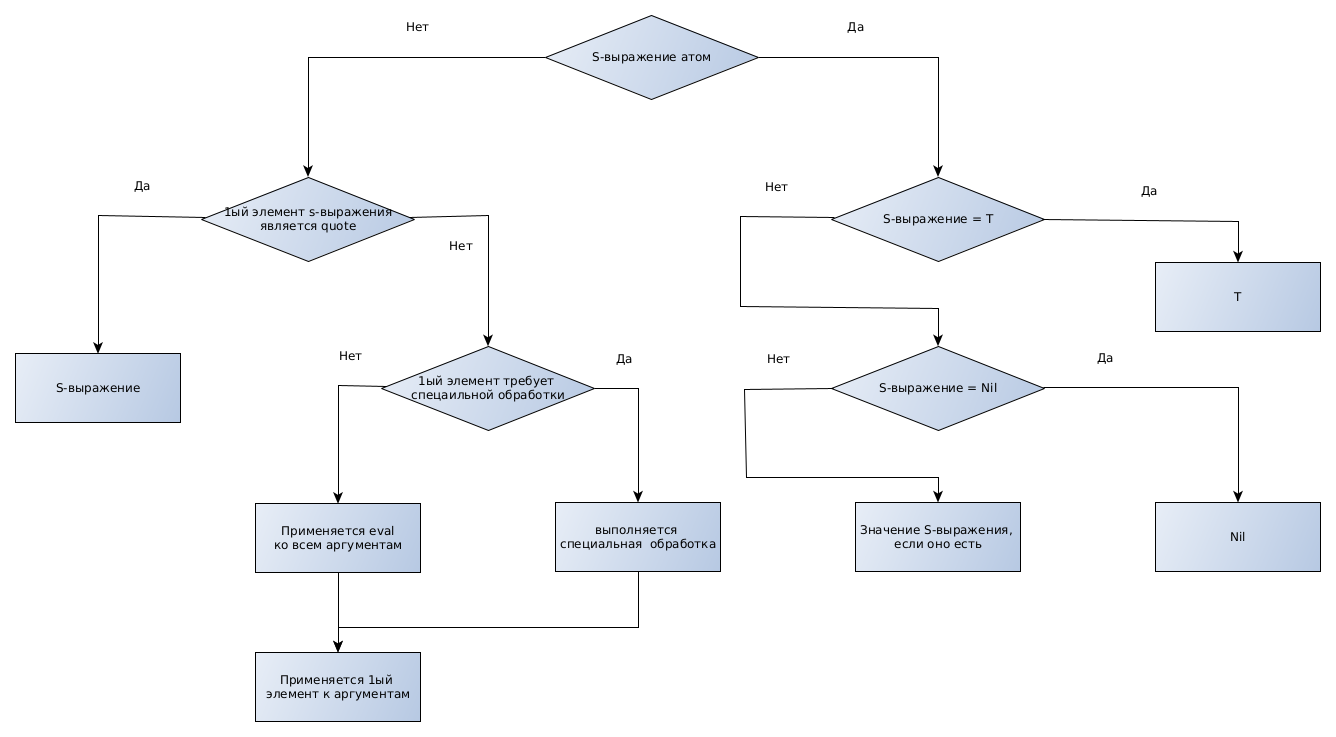 Нет
Да
S-выражение атом
Да
1ый элемент s-выражения
является quote
Нет
Нет
S-выражение = T
Да
T
S-выражение
Нет
1ый элемент требует
спецаильной обработки
Да
Нет
S-выражение = Nil
Да
Применяется eval
ко всем аргументам
выполняется
специальная  обработка
Значение S-выражения,
если оно есть
Nil
Применяется 1ый
элемент к аргументам